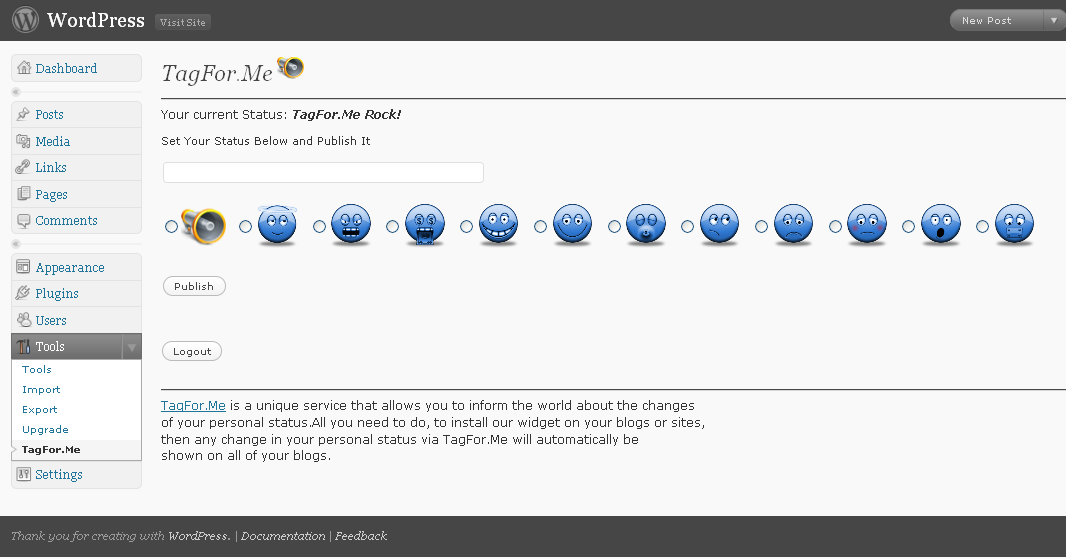 WordPress Visit Site New Post
Dashboard
Posts
Media
Links
Pages
Comments
Appearance
Plugins
Users
Tools
Tools
Import
Export
Upgrade
TagFor.Me
Settings
TagFor.Me
Your current Status: TagFor.Me Rock!
Set Your Status Below and Publish It
Publish
Logout
TagFor.Me is a unique service that allows you to inform the world about the changes
of your personal status.All you need to do, to install our widget on your blogs or sites,
then any change in your personal status via TagFor.Me will automatically be
shown on all of your blogs.
Thank you for creating with WordPress. | Documentation | Feedback